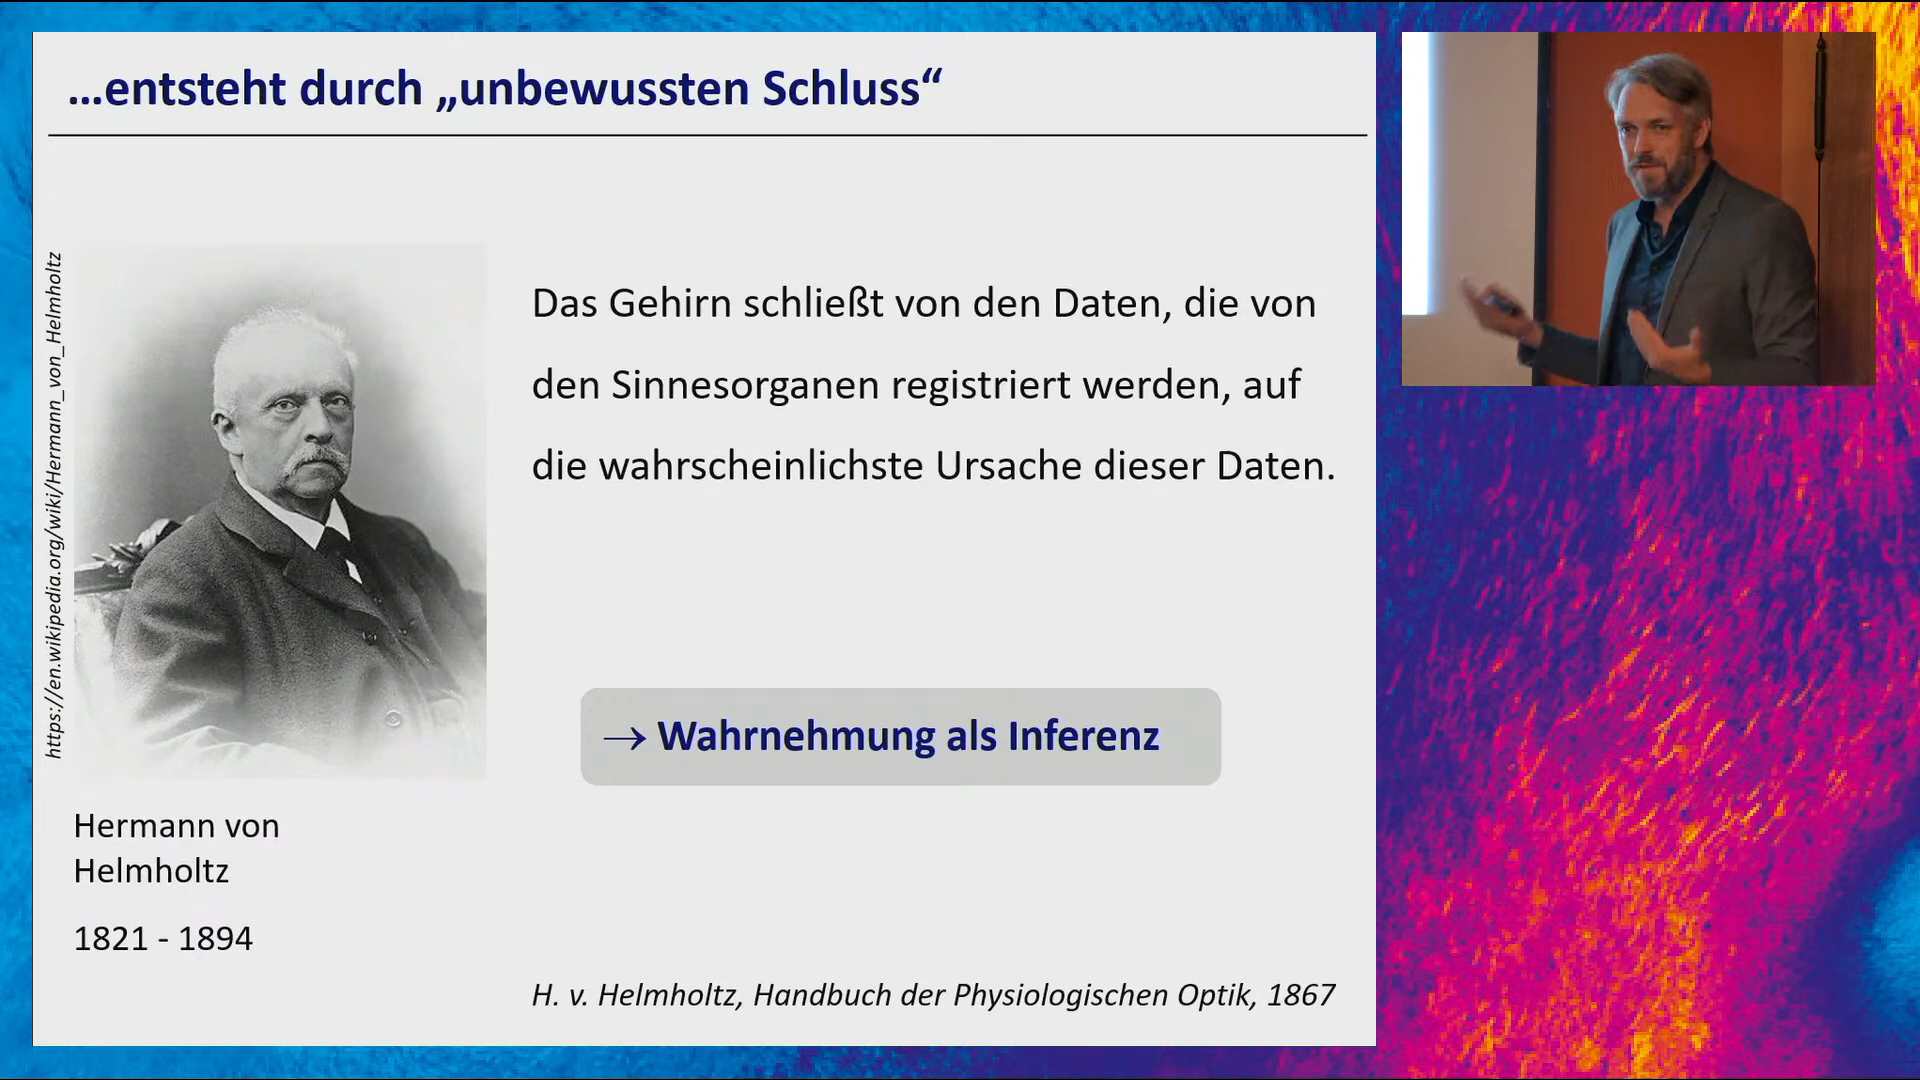 …entsteht durch „unbewussten Schluss“
https://en.wikipedia.org/wiki/Hermann_von_Helmholtz
Das Gehirn schließt von den Daten, die von
den Sinnesorganen registriert werden, auf
die wahrscheinlichste Ursache dieser Daten.
→ Wahrnehmung als Inferenz
Hermann von
Helmholtz
1821 - 1894
H. v. Helmholtz, Handbuch der Physiologischen Optik, 1867